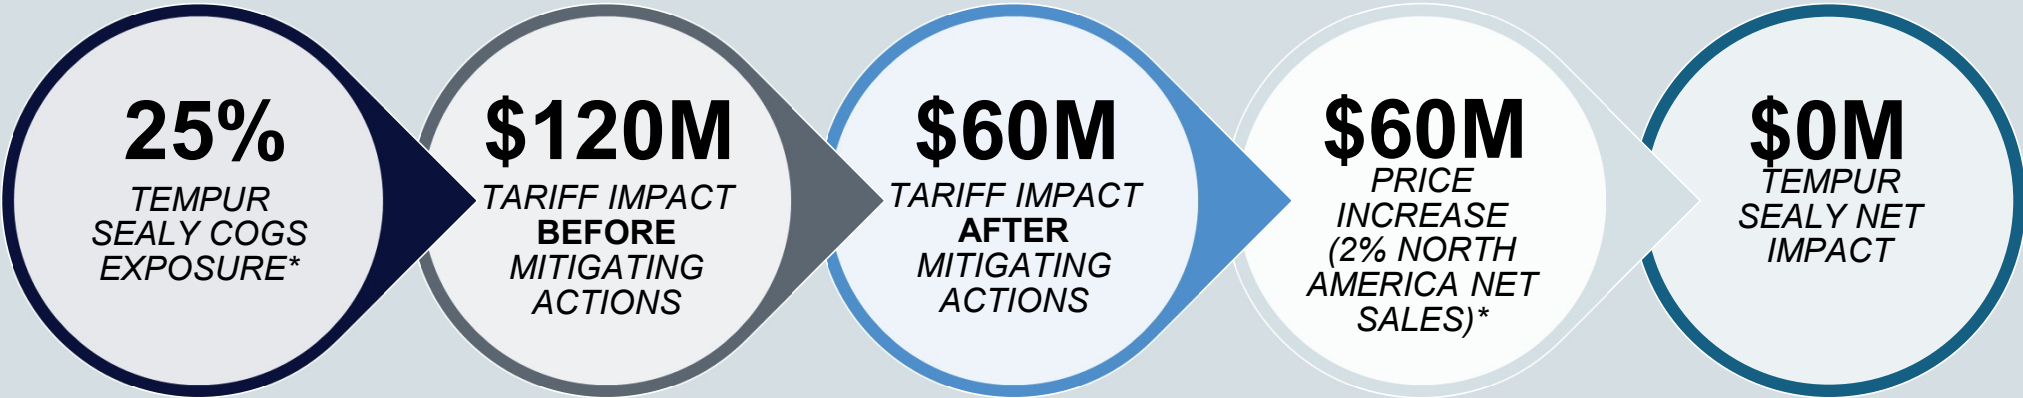 25%
TEMPUR
SEALY COGS
EXPOSURE*
$120M
TARIFF IMPACT
BEFORE
MITIGATING
ACTIONS
$60M
TARIFF IMPACT
AFTER
MITIGATING
ACTIONS
$60M
PRICE
INCREASE
(2% NORTH
AMERICA NET
SALES)*
$0M
TEMPUR
SEALY NET
IMPACT